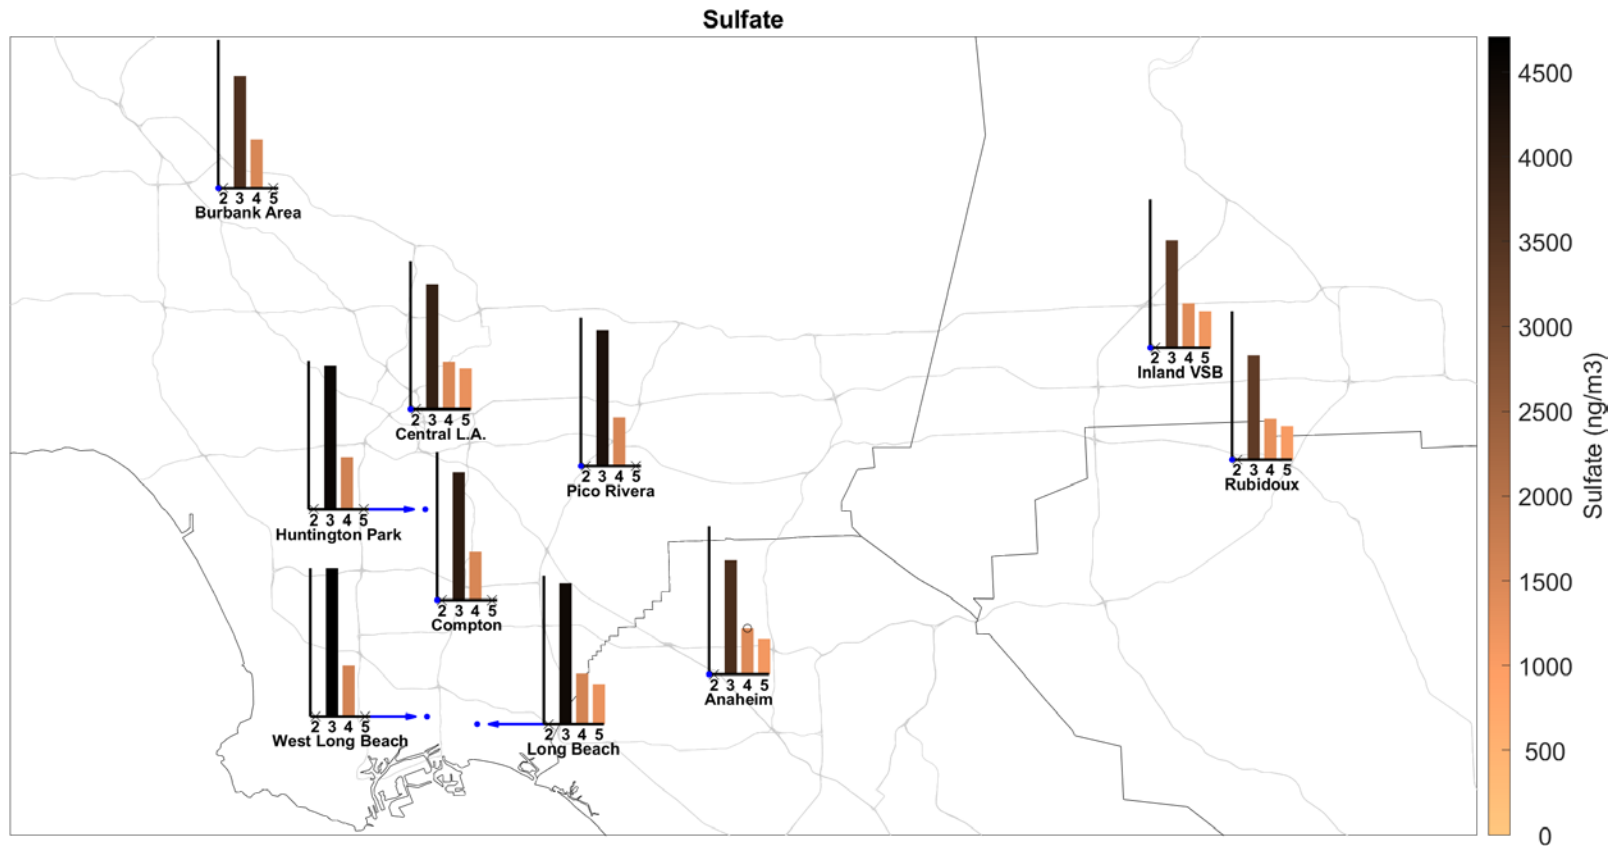 Sulfate
2 3 4 5
Burbank Area
2 3 4 5
Central L.A.
2 3 4 5
Inland VSB
2 3 4 5
Pico Rivera
2 3 4 5
Rubidoux
2 3 4 5
Huntington Park
2 3 4 5
Compton
2 3 4 5
Anaheim
2 3 4 5
West Long Beach
2 3 4 5
Long Beach
4500
4000
3500
3000
2500
2000
1500
1000
500
0
Sulfate (ng/m3)